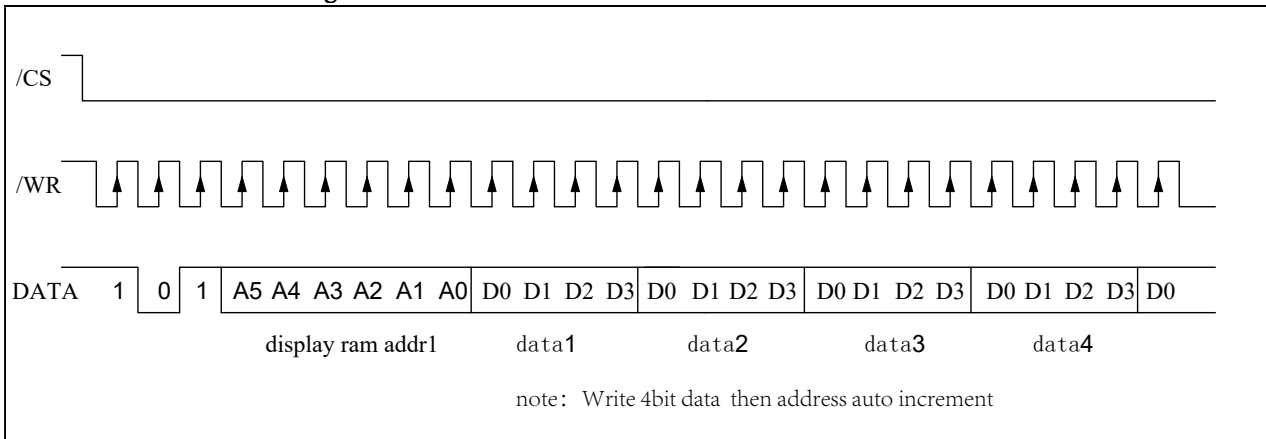 /CS
/WR
DATA 1 0 1 A5 A4 A3 A2 A1 A0 D0 D1 D2 D3 D0 D1 D2 D3 D0 D1 D2 D3 D0 D1 D2 D3 D0
display ram addr1 data1 data2 data3 data4
note： Write 4bit data then address auto increment